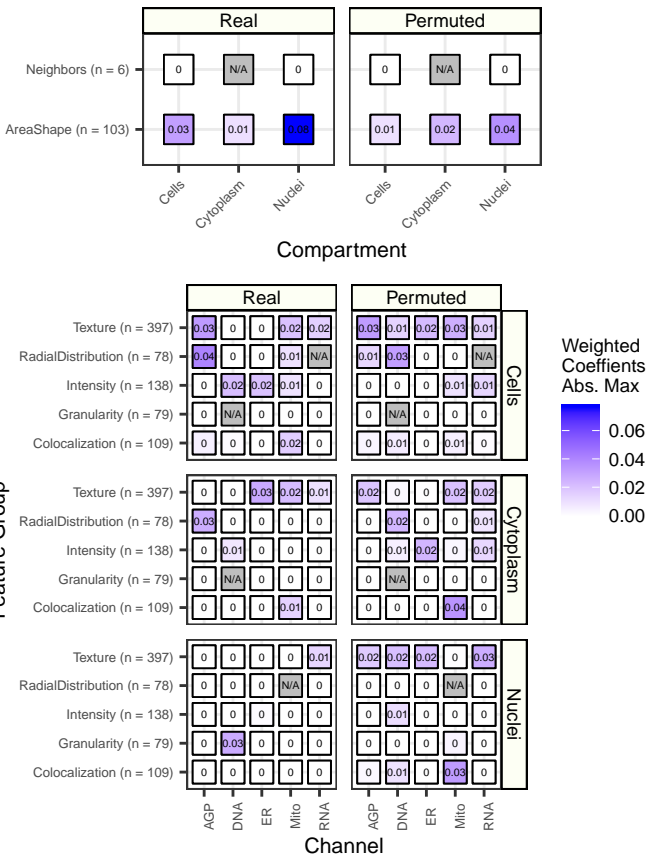 Real Permuted
Neighbors (n = 6) 0 N/A 0 0 N/A 0
AreaShape (n = 103) 0.03 0.01 0.01 0.02 0.04
Cells Cytoplasm Nuclei Cells Cytoplasm Nuclei
Compartment
Real Permuted
Texture (n = 397) 0.03 0 0 0.02 0.02 0.03 0.01 0.02 0.03 0.01
RadialDistribution (n = 78) 0.04 0 0 0.01 N/A 0.01 0.03 0 0 N/A
Intensity (n = 138) 0 0.02 0.02 0.01 0 0 0 0 0.01 0.01
Granularity (n = 79) 0 N/A 0 0 0 0 N/A 0 0 0
Colocalization (n = 109) 0 0 0 0.02 0 0 0.01 0 0.01 0
Cells
Texture (n = 397) 0 0 0.03 0.02 0.01 0.02 0 0 0.02 0.02
RadialDistribution (n = 78) 0.03 0 0 0 0 0 0.02 0 0 0.01
Intensity (n = 138) 0 0.01 0 0 0 0 0.01 0.02 0 0.01
Granularity (n = 79) 0 N/A 0 0 0 0 N/A 0 0 0
Colocalization (n = 109) 0 0 0 0.01 0 0 0 0 0.04 0
Cytoplasm
Texture (n = 397) 0 0 0 0 0.01 0.02 0.02 0.02 0 0.03
RadialDistribution (n = 78) 0 0 0 N/A 0 0 0 0 N/A 0
Intensity (n = 138) 0 0 0 0 0 0 0.01 0 0 0
Granularity (n = 79) 0 0.03 0 0 0 0 0 0 0 0
Colocalization (n = 109) 0 0 0 0 0 0 0.01 0 0.03 0
Nuclei
AGP DNA ER Mito RNA AGP DNA ER Mito RNA
Channel
Weighted
Coeffients
Abs. Max
0.06
0.04
0.02
0.00